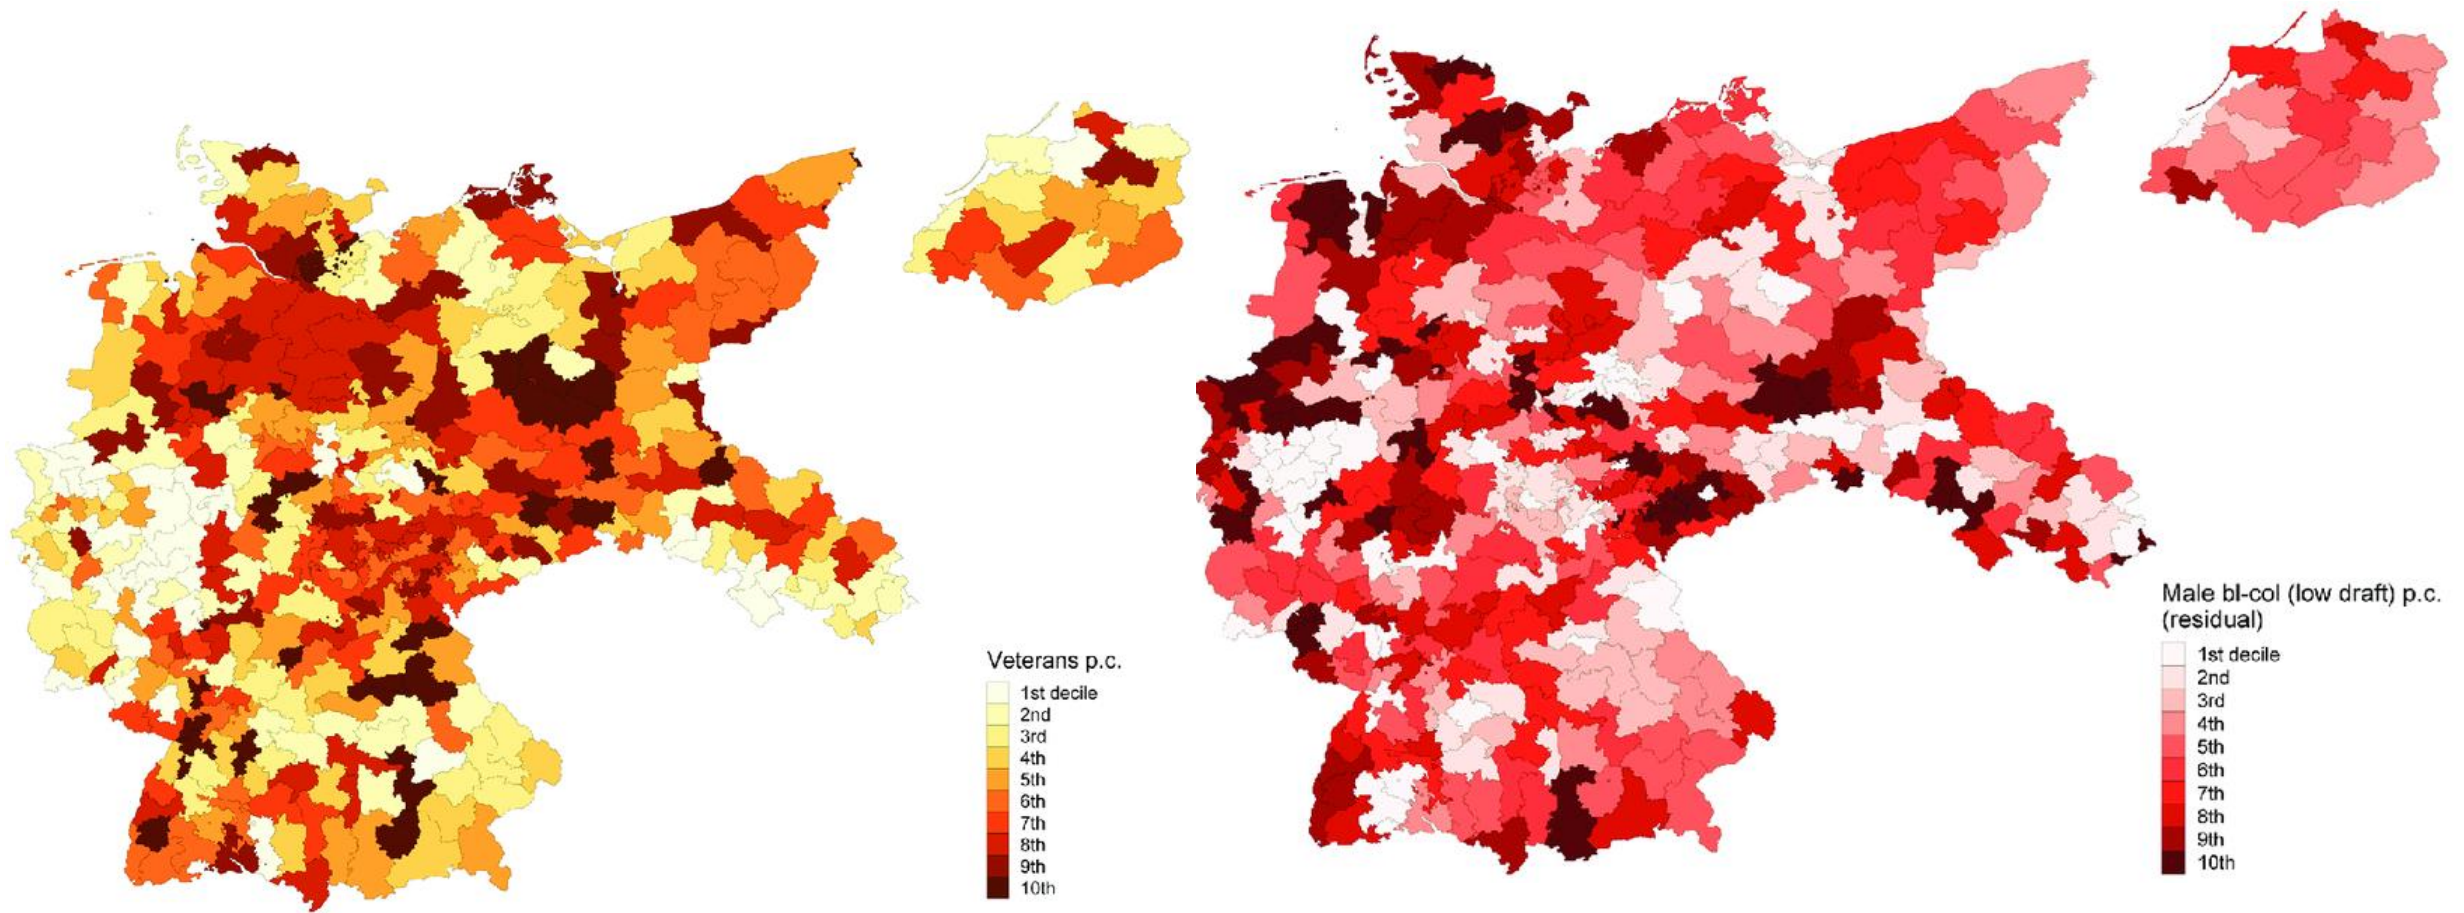 Veterans p.c.
1st decile
2nd
3rd
4th
5th
6th
7th
8th
9th
10th
Male bl-col (low draft) p.c.
(residual)
1st decile
2nd
3rd
4th
5th
6th
7th
8th
9th
10th